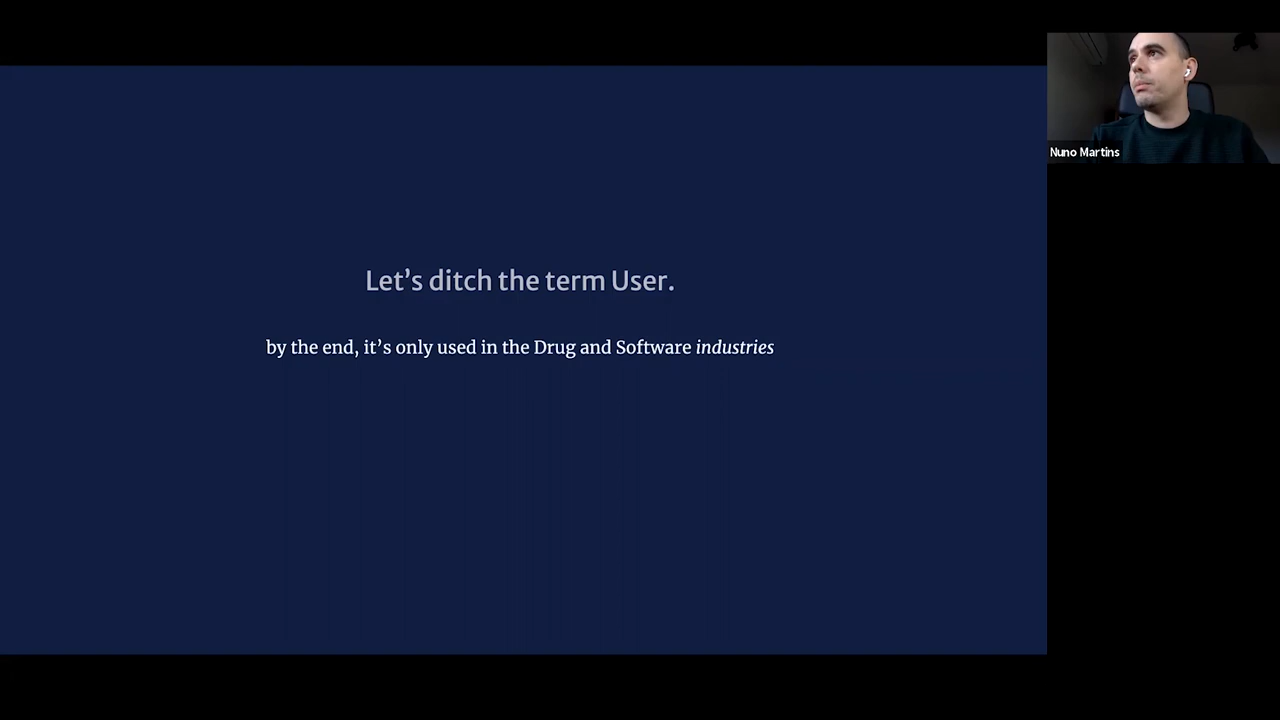 Let’s ditch the term User.
by the end, it’s only used in the Drug and Software industries
Nuno Martins